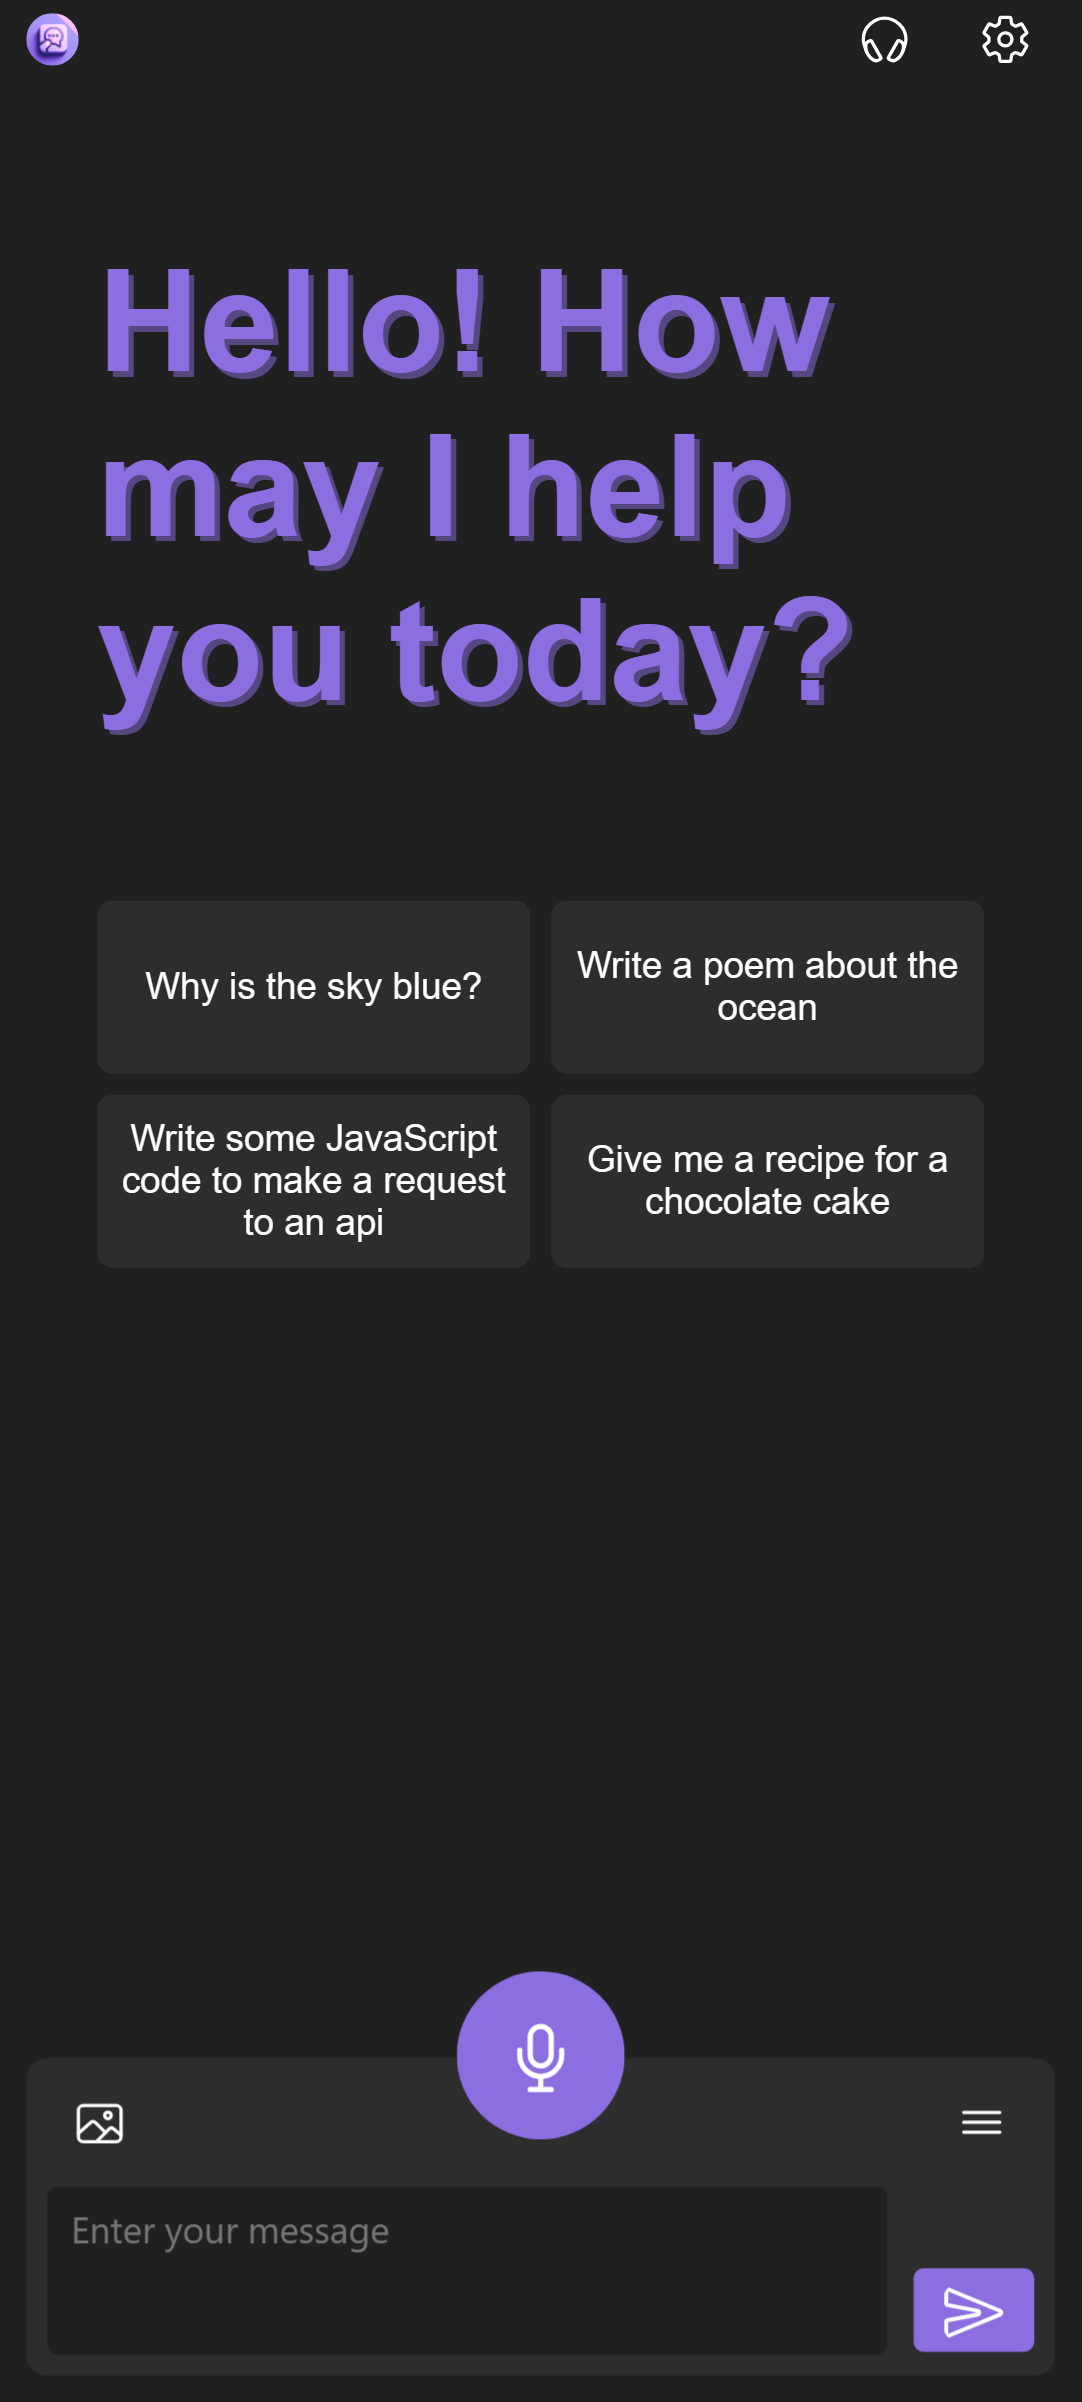 Hello! How
may I help
you today?
Why is the sky blue?
Write a poem about the
ocean
Write some JavaScript
code to make a request
to an api
Give me a recipe for a
chocolate cake
Enter your message